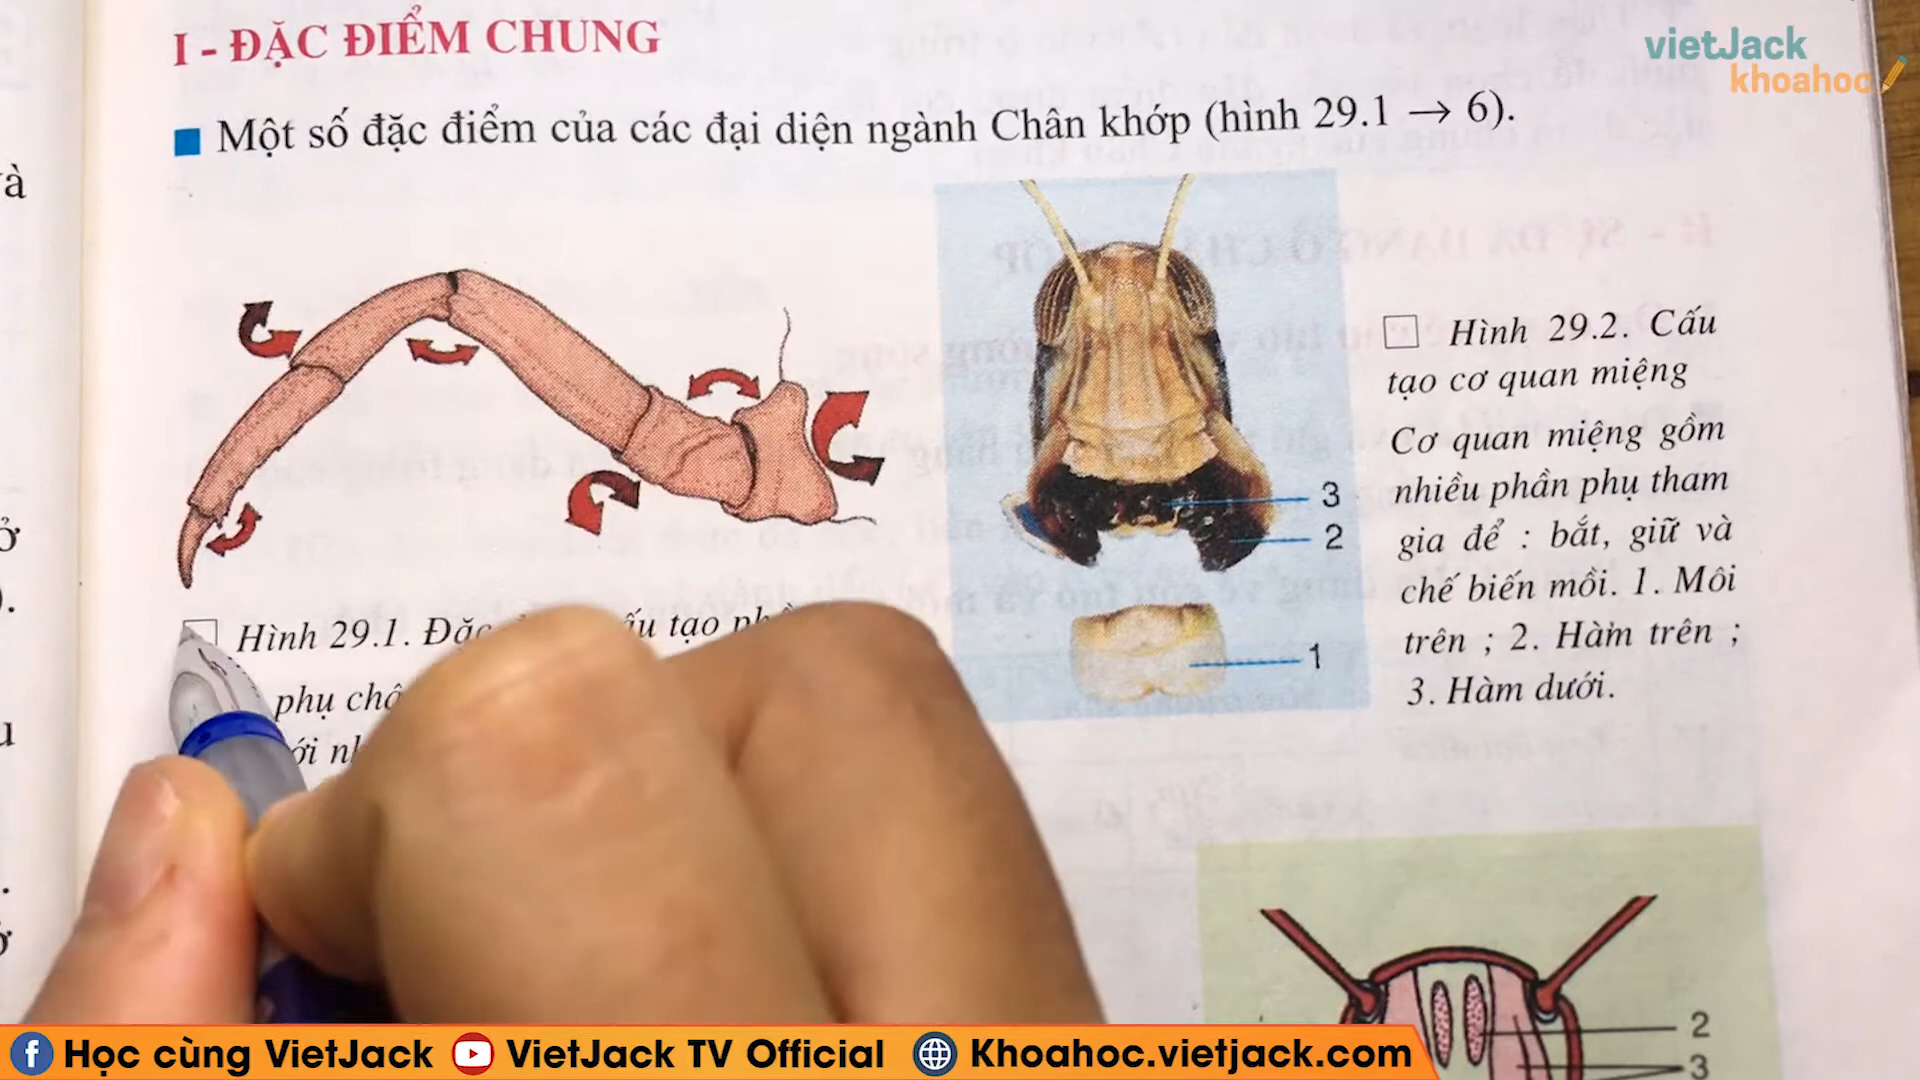 I - ĐẶC ĐIỂM CHUNG
vietJack
khoahoc
Một số đặc điểm của các đại diện ngành Chân khớp (hình 29.1 → 6).
Hình 29.2. Cấu
tạo cơ quan miệng
Cơ quan miệng gồm
nhiều phần phụ tham
gia để : bắt, giữ và
chế biến mồi. 1. Môi
trên ; 2. Hàm trên ;
3. Hàm dưới.
3
2
1
Hình 29.1. tạo
phụ
2
3
Học cùng VietJack
VietJack TV Official
Khoahoc.vietjack.com